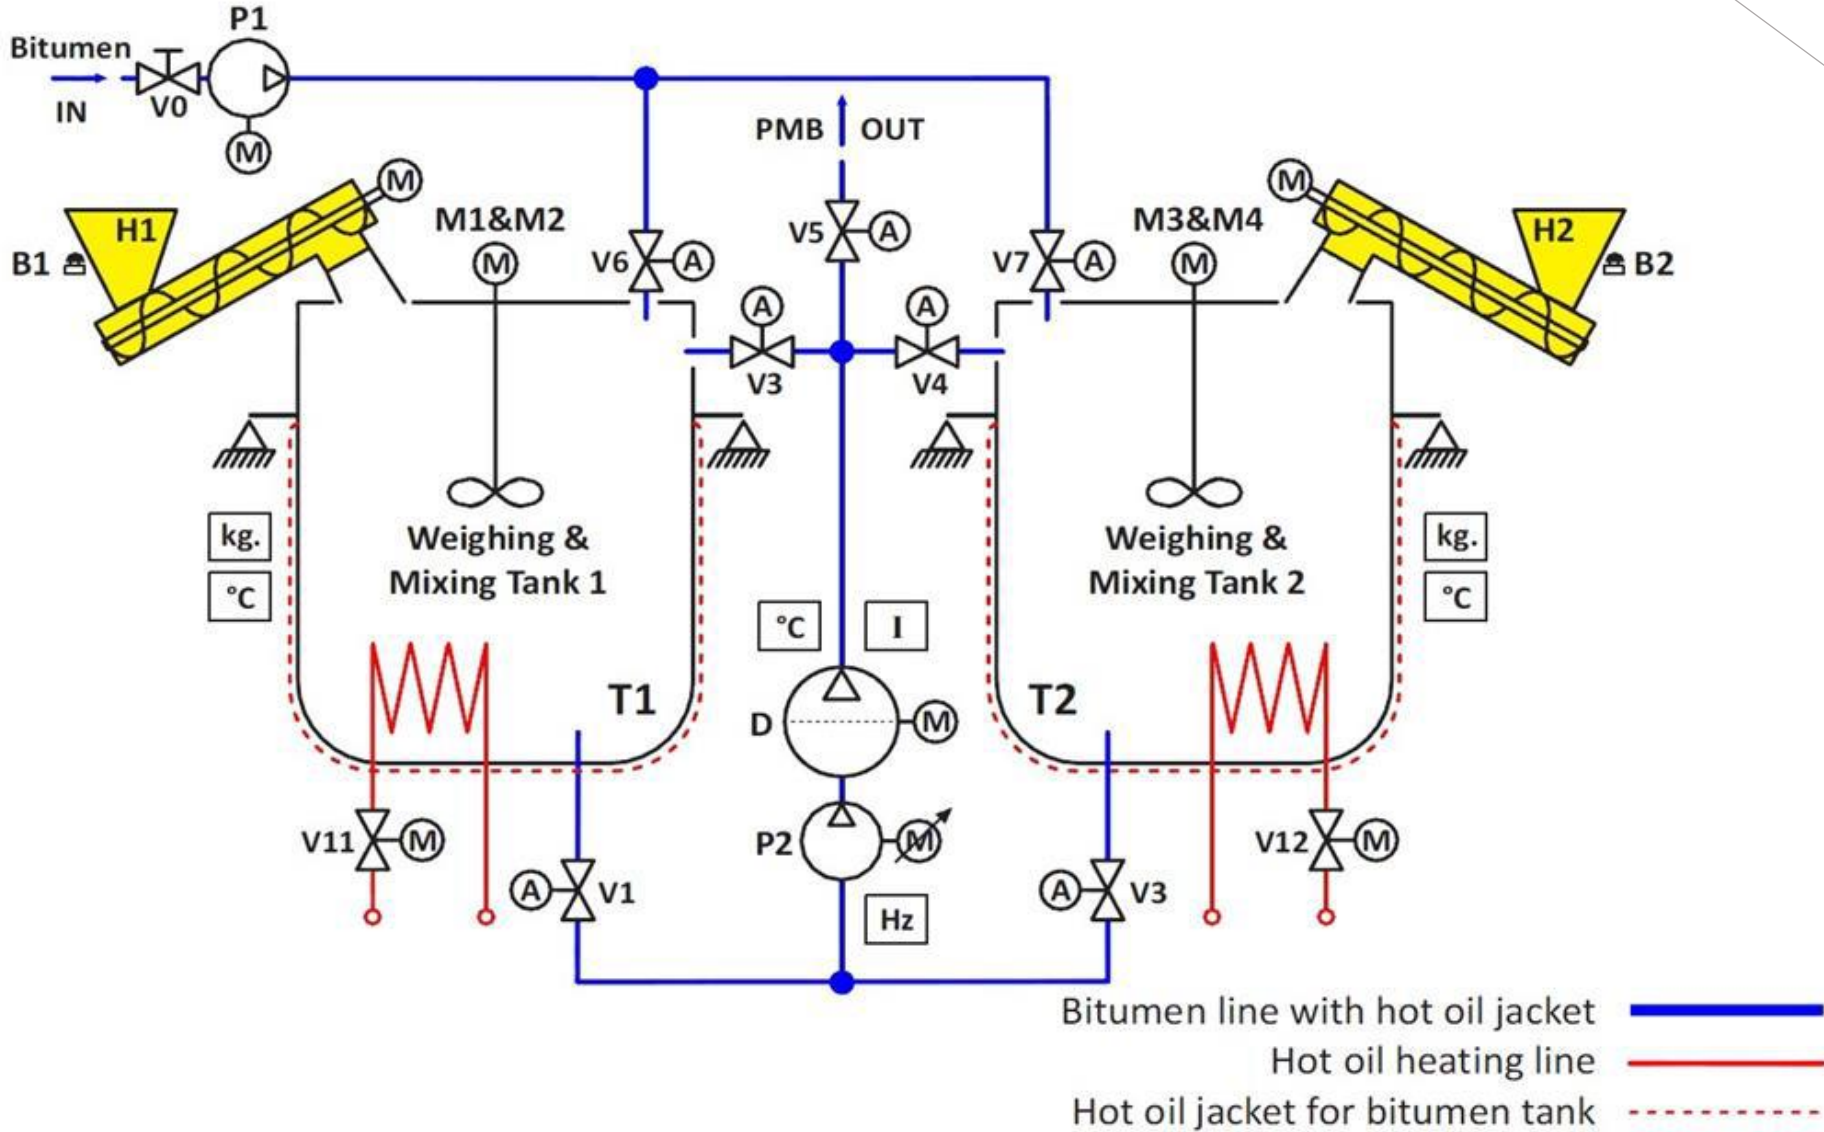 P1
Bitumen
IN
V0
M
PMB OUT
M
M
H1
M1&M2
M
B1
V6
A
V5
A
V7
A
M3&M4
M
H2
B2
A
A
V3
V4
kg.
°C
Weighing &
Mixing Tank 1
Weighing &
Mixing Tank 2
kg.
°C
°C
I
T1
T2
D
M
V11
M
P2
M
V12
M
A
V1
Hz
A
V3
Bitumen line with hot oil jacket
Hot oil heating line
Hot oil jacket for bitumen tank